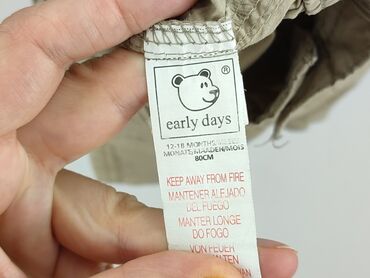 ®
early days
12-18 MONTHS/MESES
MONATE/MAANDEN/MOIS
80CM
KEEP AWAY FROM FIRE
MANTENER ALEJADO
DEL FUEGO
MANTER LONGE
DO FOGO
VON FEUER